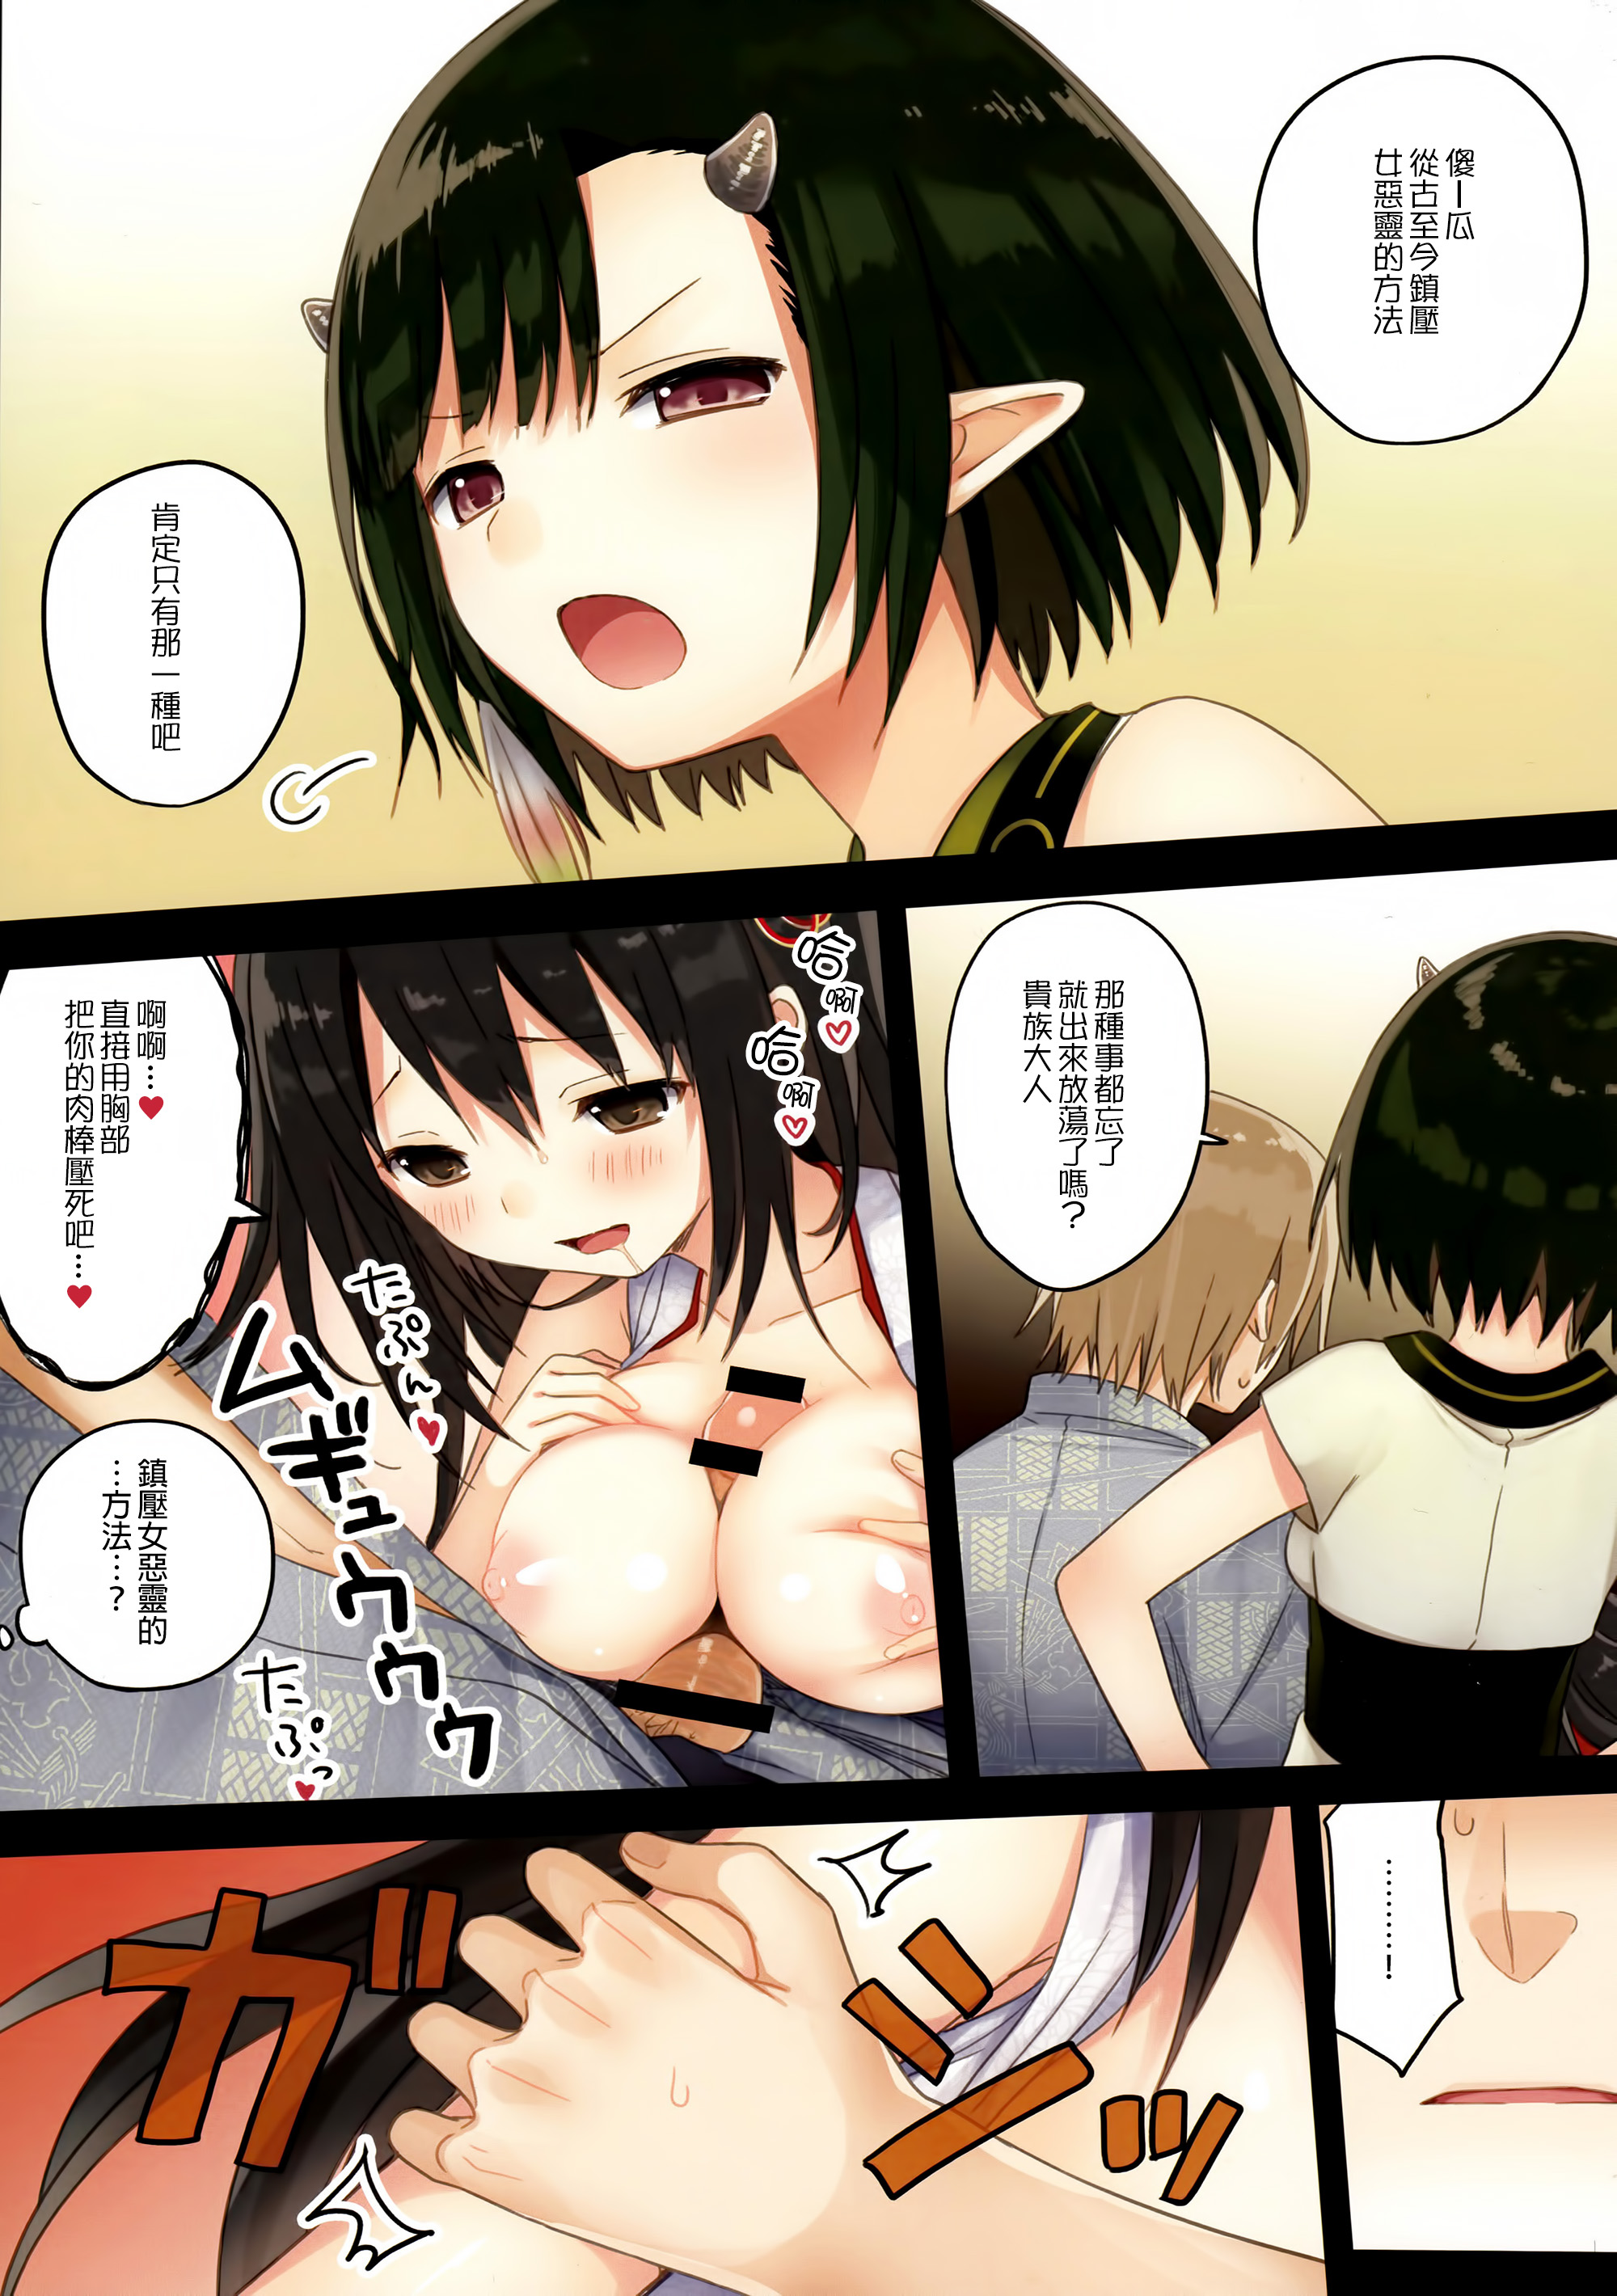 傻ー瓜
從古至今鎮壓
女惡靈的方法
肯定只有那一種吧
那種事都忘了
就出來放蕩了嗎？
貴族大人
哈啊♡
哈啊♡
啊啊…♥
直接用胸部
把你的肉棒壓死吧…♥
たぷん♥
ムギュウウウウ
たぷっ♥
鎮壓女惡靈的
…方法…？
………！
ガシッ